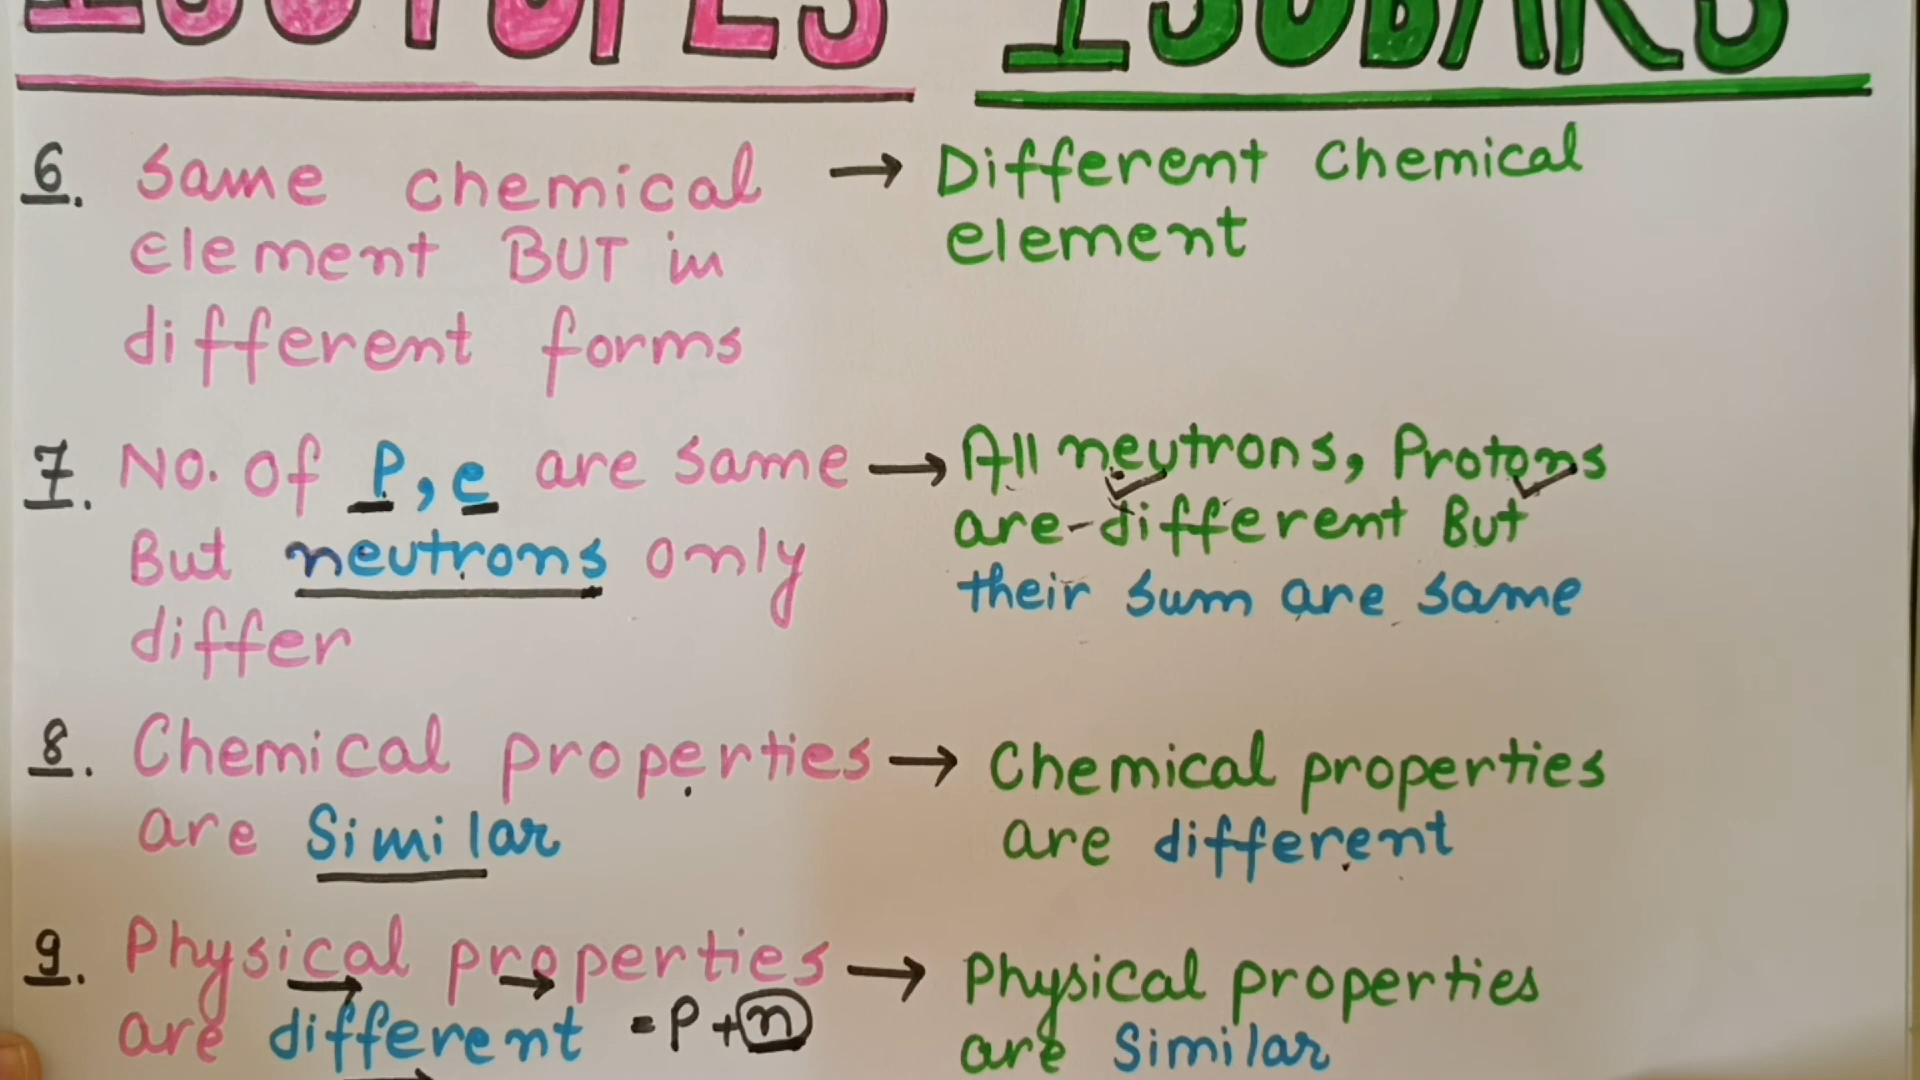 ISOTOPES ISOBARS
6. Same chemical → Different chemical
element BUT in element
different forms
7. No. of P, e are same → All neutrons, Protons
But neutrons only are different But
differ their sum are same
8. Chemical properties → Chemical properties
are Similar are different
9. Physical properties → Physical properties
are different = P + n are Similar